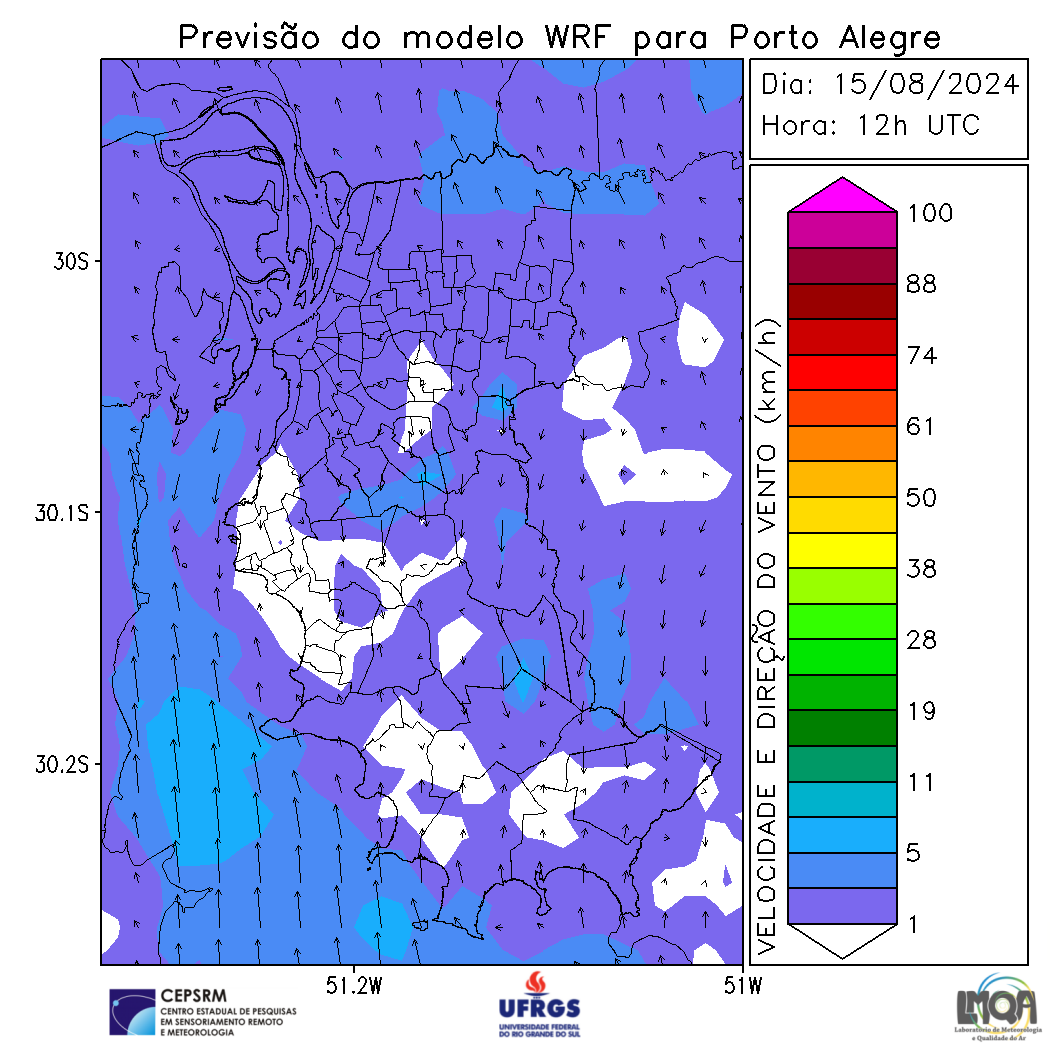 Previsão do modelo WRF para Porto Alegre
Dia: 15/08/2024
Hora: 12h UTC
30S
30.1S
30.2S
51.2W
51W
VELOCIDADE E DIREÇÃO DO VENTO (km/h)
100
88
74
61
50
38
28
19
11
5
1
CEPSRM
CENTRO ESTADUAL DE PESQUISAS
EM SENSORIAMENTO REMOTO
E METEOROLOGIA
UFRGS
UNIVERSIDADE FEDERAL
DO RIO GRANDE DO SUL
LMQA
Laboratório de Meteorologia
e Qualidade do Ar